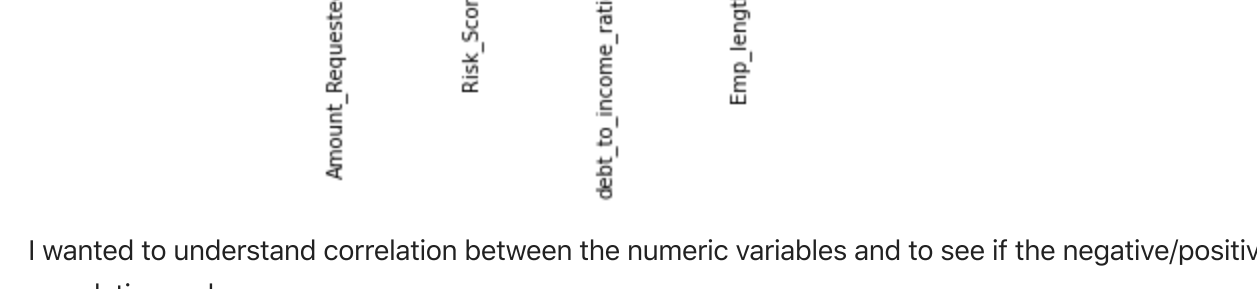 Amount_Requeste
Risk_Scor
debt_to_income_rati
Emp_lengt
I wanted to understand correlation between the numeric variables and to see if the negative/positiv